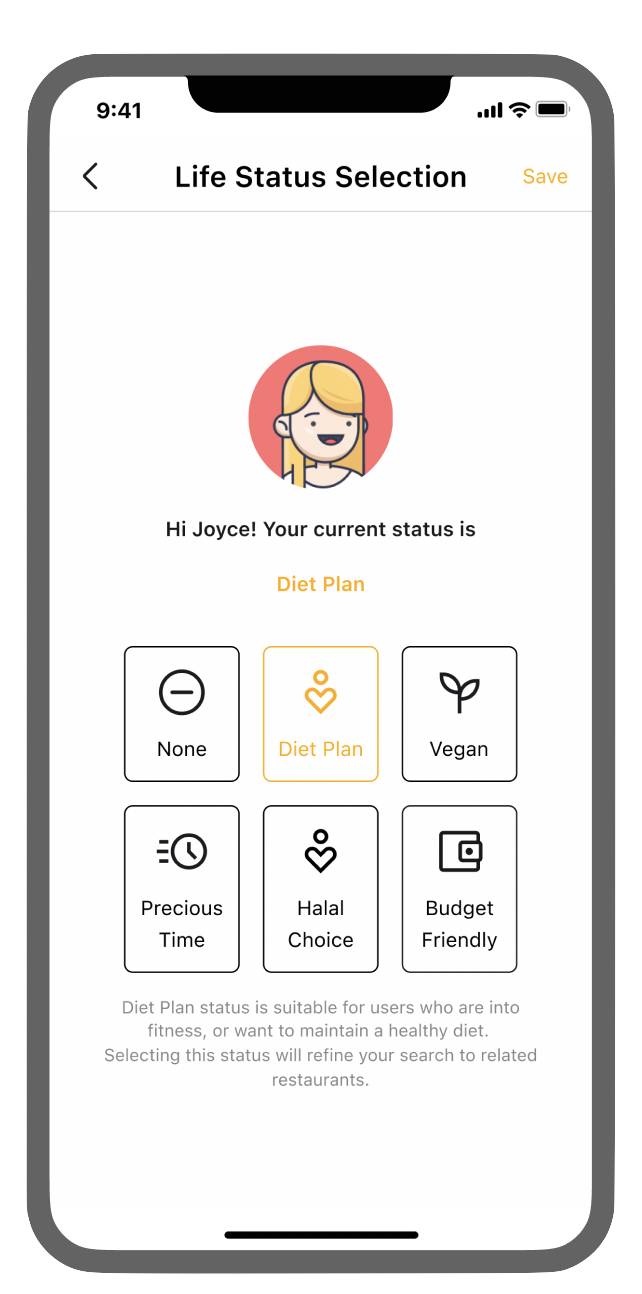 9:41
Life Status Selection
Save
Hi Joyce! Your current status is
Diet Plan
None
Diet Plan
Vegan
Precious
Time
Halal
Choice
Budget
Friendly
Diet Plan status is suitable for users who are into
fitness, or want to maintain a healthy diet.
Selecting this status will refine your search to related
restaurants.